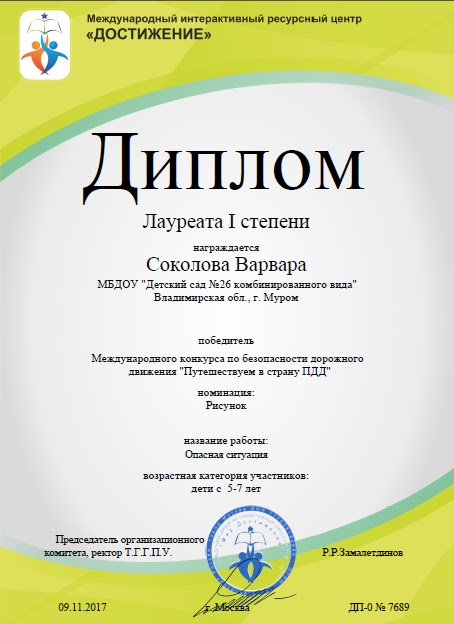 Международный интерактивный ресурсный центр
«ДОСТИЖЕНИЕ»
Диплом
Лауреата I степени
награждается
Соколова Варвара
МБДОУ "Детский сад №26 комбинированного вида"
Владимирская обл., г. Муром
победитель
Международного конкурса по безопасности дорожного
движения "Путешествуем в страну ПДД"
номинация:
Рисунок
название работы:
Опасная ситуация
возрастная категория участников:
дети с 5-7 лет
Председатель организационного
комитета, ректор Т.Г.Г.П.У.
Р.Р.Замалетдинов
09.11.2017
г. Москва
ДП-0 № 7689